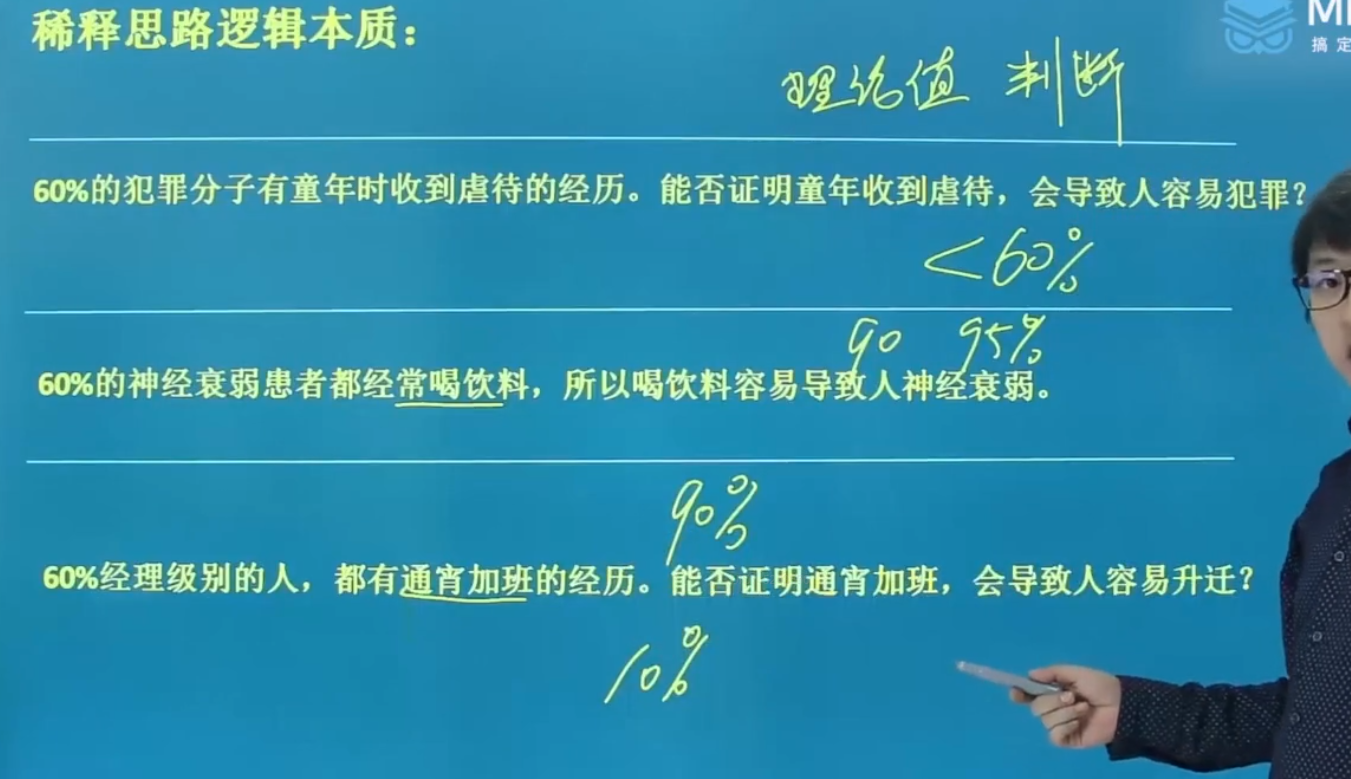 稀释思路逻辑本质：
MI
搞定
理论值 判断
60%的犯罪分子有童年时收到虐待的经历。能否证明童年收到虐待，会导致人容易犯罪？
<60%
90 95%
60%的神经衰弱患者都经常喝饮料，所以喝饮料容易导致人神经衰弱。
90%
60%经理级别的人，都有通宵加班的经历。能否证明通宵加班，会导致人容易升迁？
10%